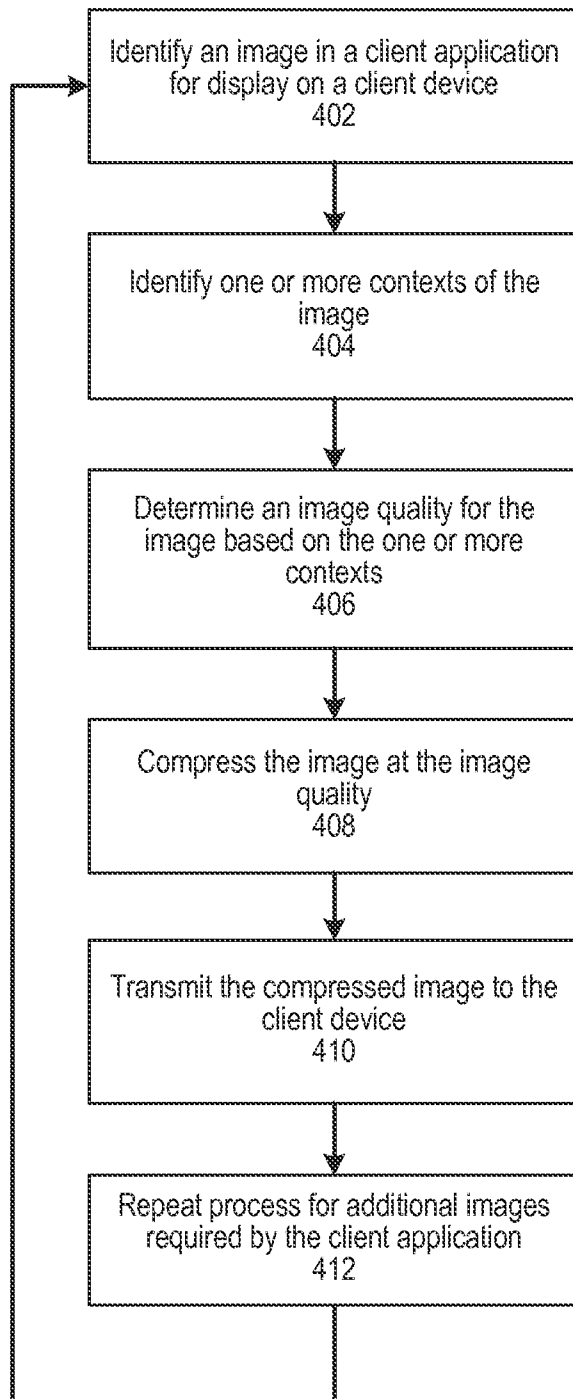 Identify an image in a client application
for display on a client device
402
Identify one or more contexts of the
image
404
Determine an image quality for the
image based on the one or more
contexts
406
Compress the image at the image
quality
408
Transmit the compressed image to the
client device
410
Repeat process for additional images
required by the client application
412